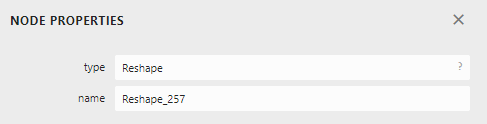 NODE PROPERTIES ×
type Reshape ?
name Reshape_257